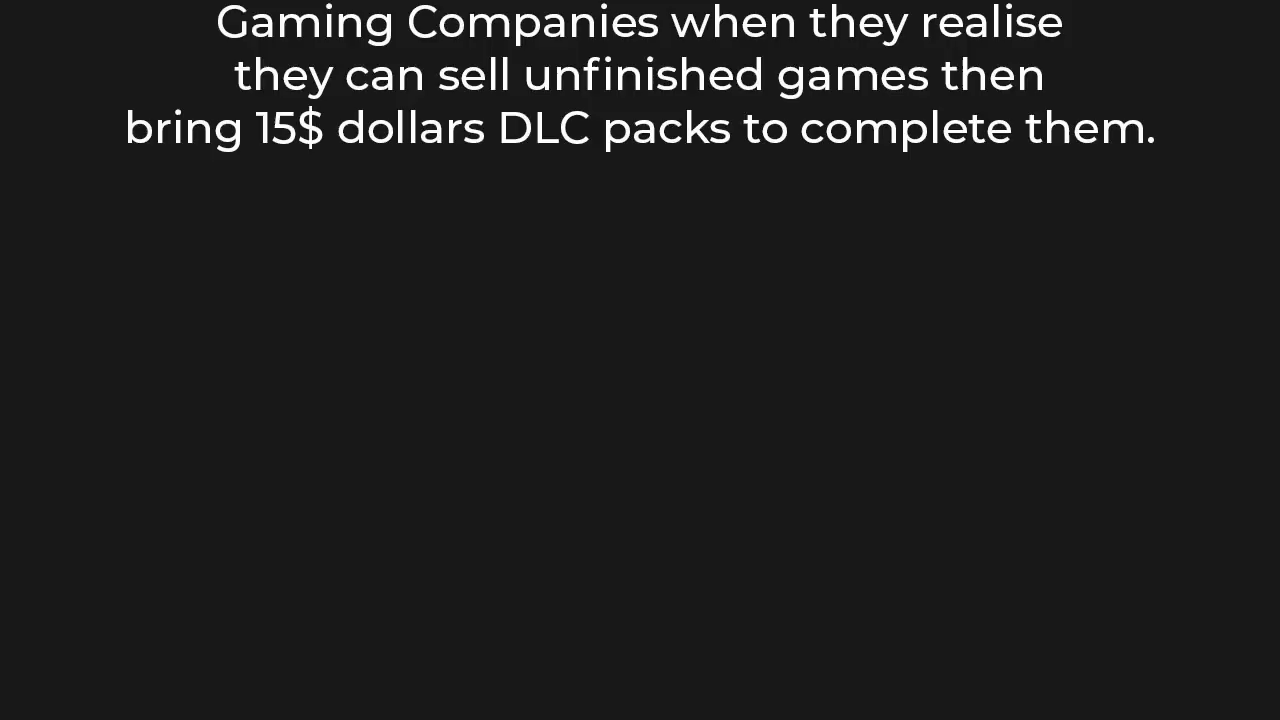 Gaming Companies when they realise
they can sell unfinished games then
bring 15$ dollars DLC packs to complete them.